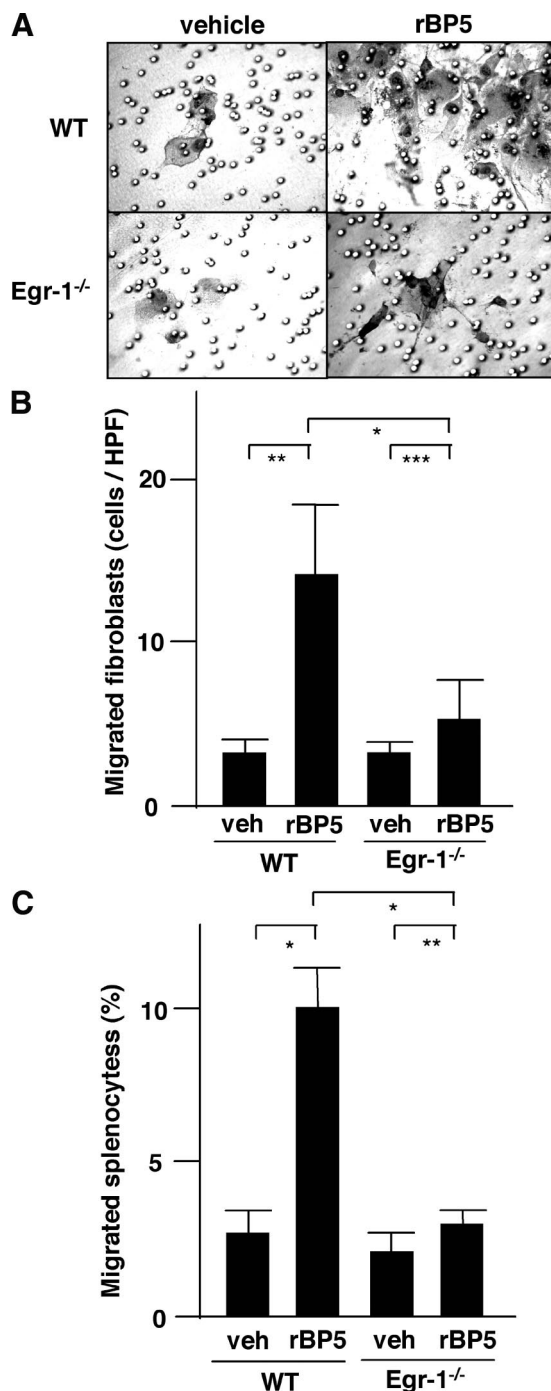 A
vehicle rBP5
WT
Egr-1-/-
B
Migrated fibroblasts (cells / HPF)
20
10
0
*
** ***
veh rBP5 veh rBP5
WT Egr-1-/-
C
Migrated splenocytess (%)
10
5
0
*
* **
veh rBP5 veh rBP5
WT Egr-1-/-